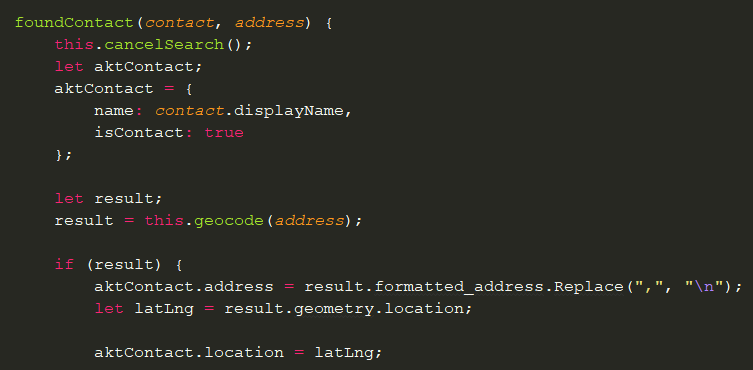 foundContact(contact, address) {
    this.cancelSearch();
    let aktContact;
    aktContact = {
        name: contact.displayName,
        isContact: true
    };
    let result;
    result = this.geocode(address);
    if (result) {
        aktContact.address = result.formatted_address.Replace(",", "\n");
        let latLng = result.geometry.location;
        aktContact.location = latLng;